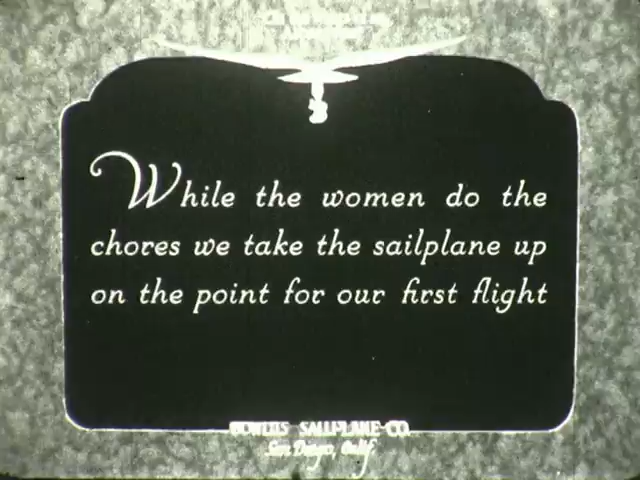 While the women do the
chores we take the sailplane up
on the point for our first flight
BOWLUS SAILPLANE CO.
San Diego, Calif.